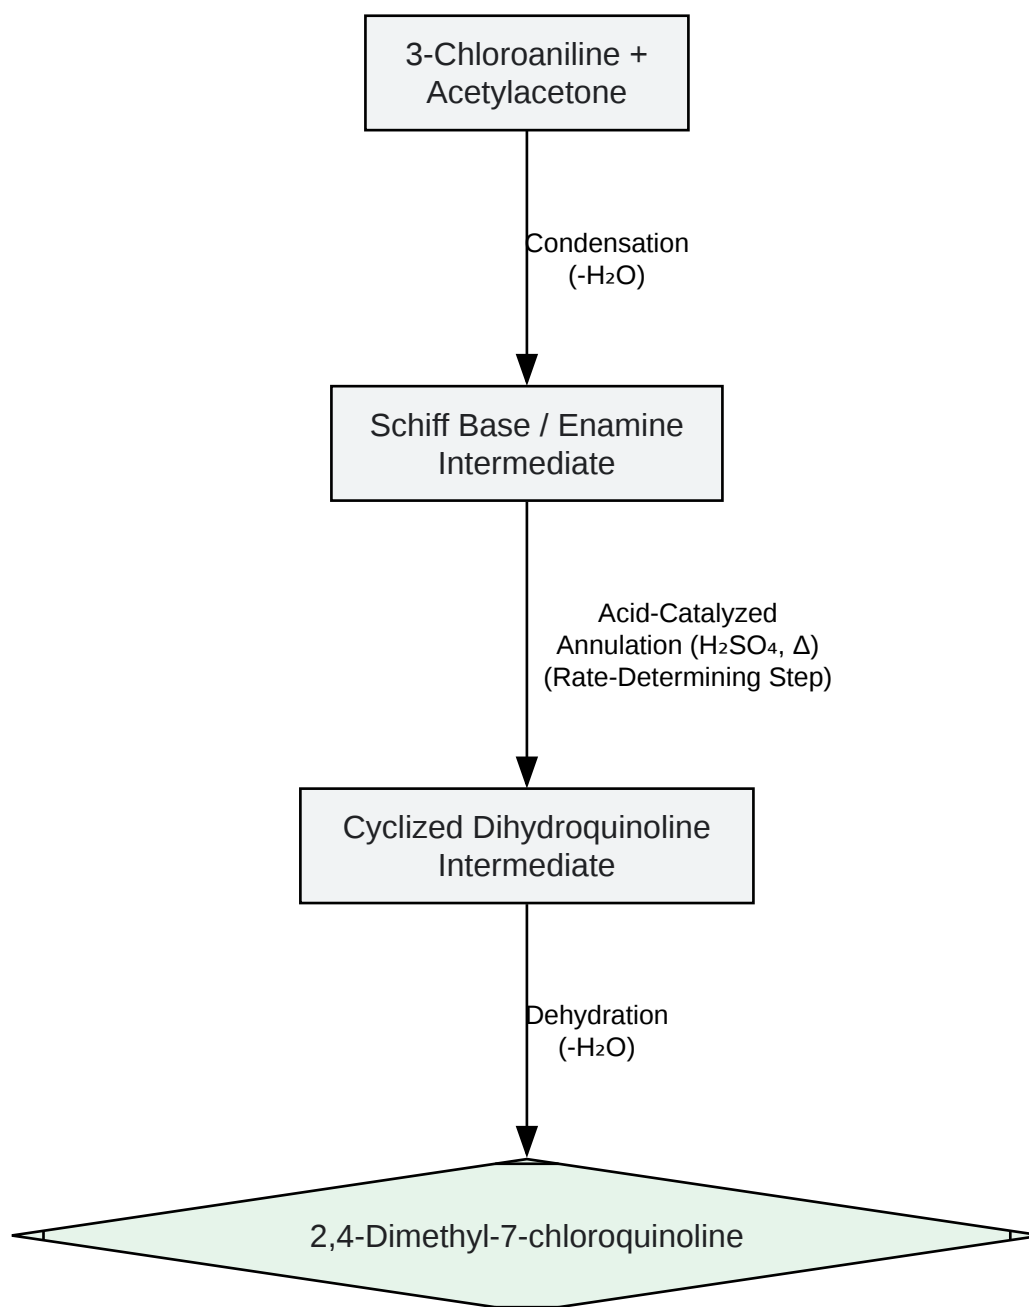 3-Chloroaniline +
Acetylacetone
Condensation
(-H₂O)
Schiff Base / Enamine
Intermediate
Acid-Catalyzed
Annulation (H₂SO₄, Δ)
(Rate-Determining Step)
Cyclized Dihydroquinoline
Intermediate
Dehydration
(-H₂O)
2,4-Dimethyl-7-chloroquinoline